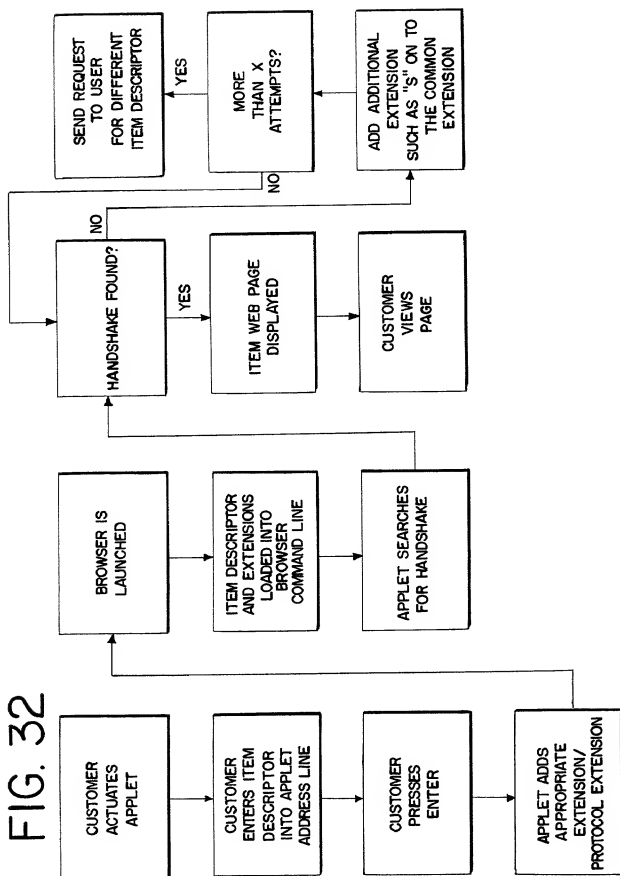 FIG. 32
CUSTOMER
ACTUATES
APPLET
CUSTOMER
ENTERS ITEM
DESCRIPTOR
INTO APPLET
ADDRESS LINE
CUSTOMER
PRESSES
ENTER
APPLET ADDS
APPROPRIATE
EXTENSION/
PROTOCOL EXTENSION
BROWSER IS
LAUNCHED
ITEM DESCRIPTOR
AND EXTENSIONS
LOADED INTO
BROWSER
COMMAND LINE
APPLET SEARCHES
FOR HANDSHAKE
HANDSHAKE FOUND?
NO
YES
ITEM WEB PAGE
DISPLAYED
CUSTOMER
VIEWS
PAGE
SEND REQUEST
TO USER
FOR DIFFERENT
ITEM DESCRIPTOR
YES
MORE
THAN X
ATTEMPTS?
NO
ADD ADDITIONAL
EXTENSION
SUCH AS "S" ON TO
THE COMMON
EXTENSION